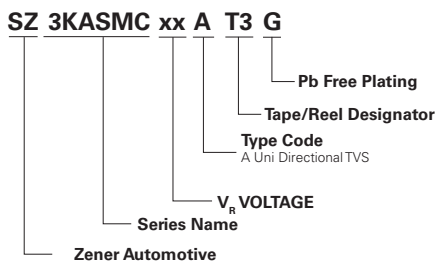 SZ 3KASMC xx A T3 G
Pb Free Plating
Tape/Reel Designator
Type Code
A Uni Directional TVS
VR VOLTAGE
Series Name
Zener Automotive